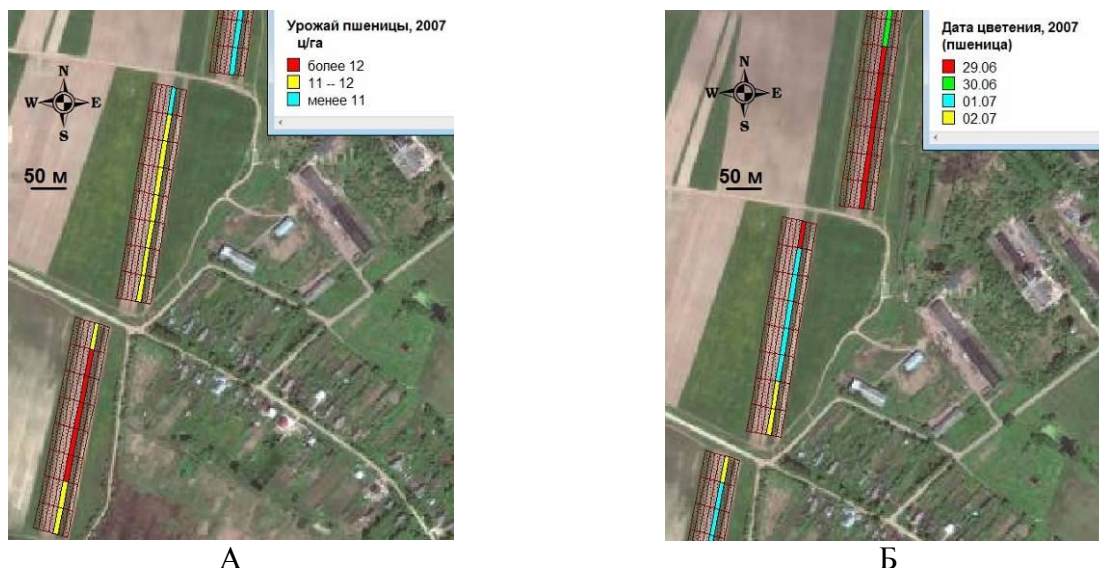 Урожай пшеницы, 2007
ц/га
более 12
11 -- 12
менее 11
N
W E
S
50 м
А
Дата цветения, 2007
(пшеница)
29.06
30.06
01.07
02.07
N
W E
S
50 м
Б